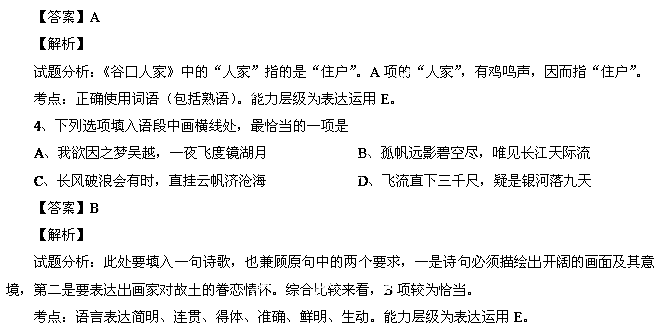 【答案】A
【解析】
试题分析：《谷口人家》中的“人家”指的是“住户”。A 项的“人家”，有鸡鸣声，因而指“住户”。
考点：正确使用词语（包括熟语）。能力层级为表达运用 E。
4、下列选项填入语段中画横线处，最恰当的一项是
A、我欲因之梦吴越，一夜飞度镜湖月 B、孤帆远影碧空尽，唯见长江天际流
C、长风破浪会有时，直挂云帆济沧海 D、飞流直下三千尺，疑是银河落九天
【答案】B
【解析】
试题分析：此处要填入一句诗歌，也兼顾原句中的两个要求，一是诗句必须描绘出开阔的画面及其意
境，第二是要表达出画家对故土的眷恋情怀。综合比较来看，B 项较为恰当。
考点：语言表达简明、连贯、得体、准确、鲜明、生动。能力层级为表达运用 E。